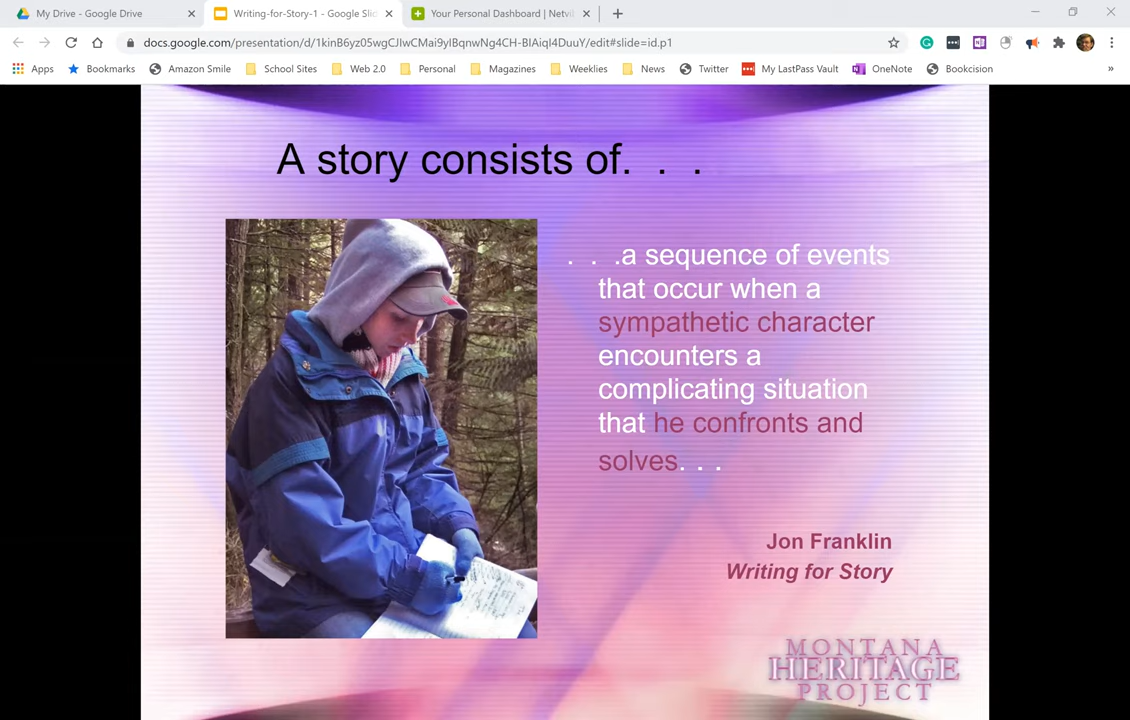 My Drive - Google Drive
Writing-for-Story-1 - Google Slid
Your Personal Dashboard | Netvib
docs.google.com/presentation/d/1kinB6yz05wgCJIwCMai9yIBqnwNg4CH-BIAiqI4DuuY/edit#slide=id.p1
Apps Bookmarks Amazon Smile School Sites Web 2.0 Personal Magazines Weeklies News Twitter My LastPass Vault OneNote Bookcision »
A story consists of. . .
. . .a sequence of events
that occur when a
sympathetic character
encounters a
complicating situation
that he confronts and
solves. . .
Jon Franklin
Writing for Story
MONTANA
HERITAGE
PROJECT